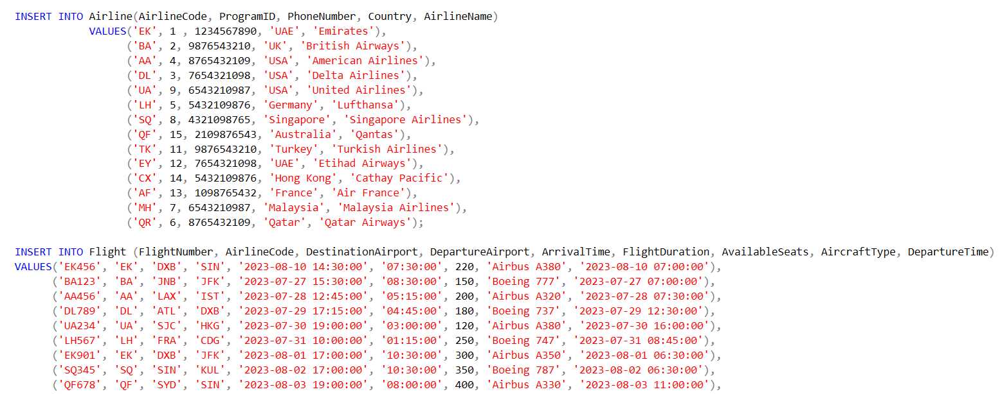 INSERT INTO Airline(AirlineCode, ProgramID, PhoneNumber, Country, AirlineName)
VALUES('EK', 1 , 1234567890, 'UAE', 'Emirates'),
('BA', 2, 9876543210, 'UK', 'British Airways'),
('AA', 4, 8765432109, 'USA', 'American Airlines'),
('DL', 3, 7654321098, 'USA', 'Delta Airlines'),
('UA', 9, 6543210987, 'USA', 'United Airlines'),
('LH', 5, 5432109876, 'Germany', 'Lufthansa'),
('SQ', 8, 4321098765, 'Singapore', 'Singapore Airlines'),
('QF', 15, 2109876543, 'Australia', 'Qantas'),
('TK', 11, 9876543210, 'Turkey', 'Turkish Airlines'),
('EY', 12, 7654321098, 'UAE', 'Etihad Airways'),
('CX', 14, 5432109876, 'Hong Kong', 'Cathay Pacific'),
('AF', 13, 1098765432, 'France', 'Air France'),
('MH', 7, 6543210987, 'Malaysia', 'Malaysia Airlines'),
('QR', 6, 8765432109, 'Qatar', 'Qatar Airways');
INSERT INTO Flight (FlightNumber, AirlineCode, DestinationAirport, DepartureAirport, ArrivalTime, FlightDuration, AvailableSeats, AircraftType, DepartureTime)
VALUES('EK456', 'EK', 'DXB', 'SIN', '2023-08-10 14:30:00', '07:30:00', 220, 'Airbus A380', '2023-08-10 07:00:00'),
('BA123', 'BA', 'JNB', 'JFK', '2023-07-27 15:30:00', '08:30:00', 150, 'Boeing 777', '2023-07-27 07:00:00'),
('AA456', 'AA', 'LAX', 'IST', '2023-07-28 12:45:00', '05:15:00', 200, 'Airbus A320', '2023-07-28 07:30:00'),
('DL789', 'DL', 'ATL', 'DXB', '2023-07-29 17:15:00', '04:45:00', 180, 'Boeing 737', '2023-07-29 12:30:00'),
('UA234', 'UA', 'SJC', 'HKG', '2023-07-30 19:00:00', '03:00:00', 120, 'Airbus A380', '2023-07-30 16:00:00'),
('LH567', 'LH', 'FRA', 'CDG', '2023-07-31 10:00:00', '01:15:00', 250, 'Boeing 747', '2023-07-31 08:45:00'),
('EK901', 'EK', 'DXB', 'JFK', '2023-08-01 17:00:00', '10:30:00', 300, 'Airbus A350', '2023-08-01 06:30:00'),
('SQ345', 'SQ', 'SIN', 'KUL', '2023-08-02 17:00:00', '10:30:00', 350, 'Boeing 787', '2023-08-02 06:30:00'),
('QF678', 'QF', 'SYD', 'SIN', '2023-08-03 19:00:00', '08:00:00', 400, 'Airbus A330', '2023-08-03 11:00:00'),